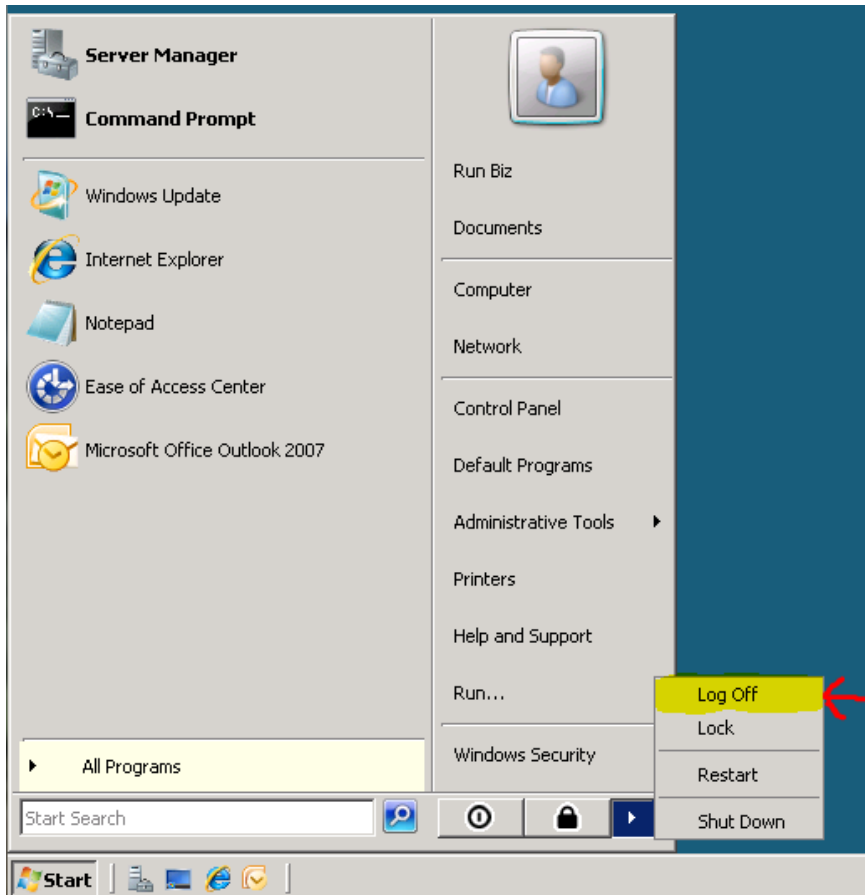 Server Manager
C:\
Command Prompt
Windows Update
Internet Explorer
Notepad
Ease of Access Center
Microsoft Office Outlook 2007
All Programs
Start Search
Run Biz
Documents
Computer
Network
Control Panel
Default Programs
Administrative Tools
Printers
Help and Support
Run...
Windows Security
Log Off
Lock
Restart
Shut Down
Start